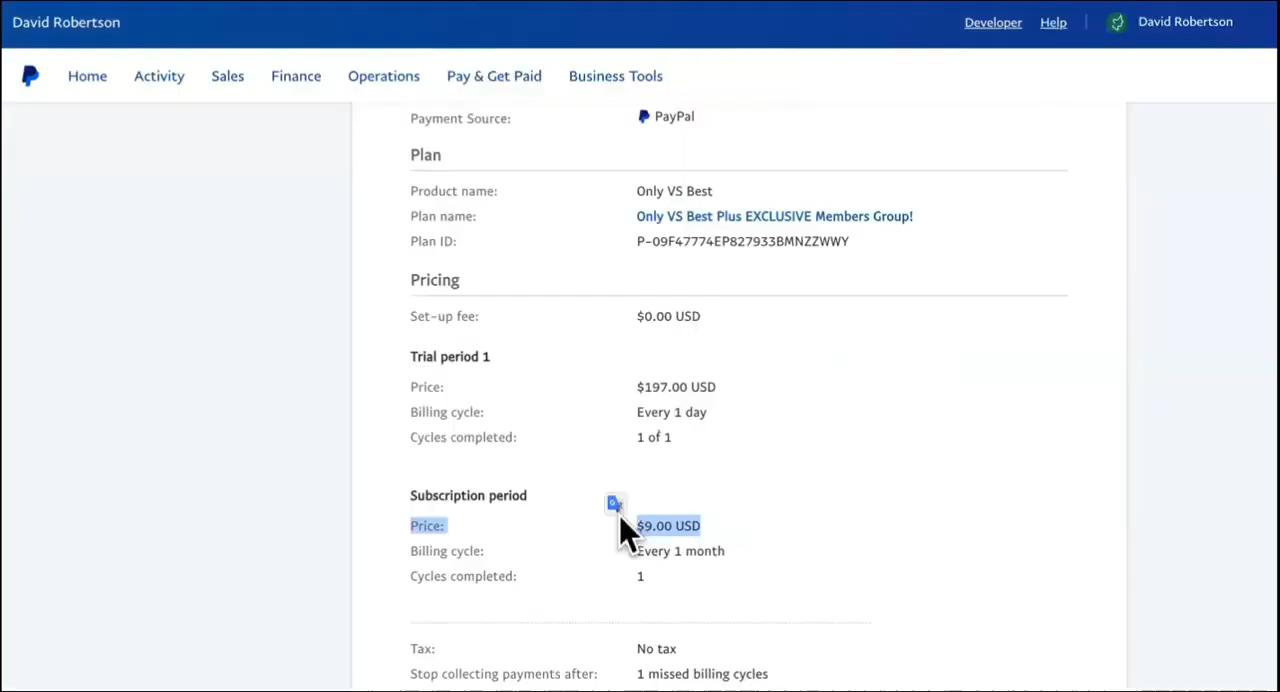 David Robertson Developer Help David Robertson
Home Activity Sales Finance Operations Pay & Get Paid Business Tools
Payment Source: PayPal
Plan
Product name: Only VS Best
Plan name: Only VS Best Plus EXCLUSIVE Members Group!
Plan ID: P-09F47774EP827933BMNZZWWY
Pricing
Set-up fee: $0.00 USD
Trial period 1
Price: $197.00 USD
Billing cycle: Every 1 day
Cycles completed: 1 of 1
Subscription period
Price: $9.00 USD
Billing cycle: Every 1 month
Cycles completed: 1
Tax: No tax
Stop collecting payments after: 1 missed billing cycles